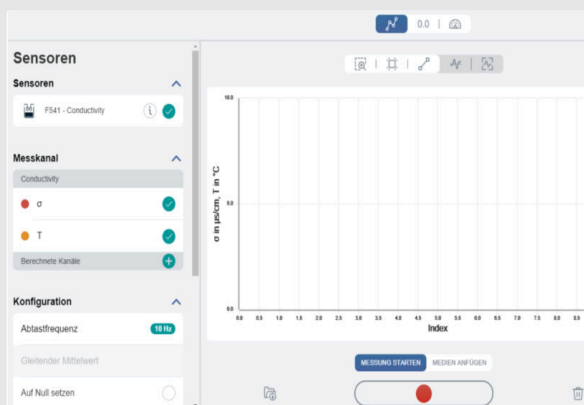 0.0
Sensoren
Sensoren
F541 - Conductivity
Messkanal
Conductivity
σ
T
Berechnete Kanäle
Konfiguration
Abtastfrequenz
10 Hz
Gleitender Mittelwert
Auf Null setzen
σ in µs/cm, T in °C
10.0
5.0
0.0
0.0 0.5 1.0 1.5 2.0 2.5 3.0 3.5 4.0 4.5 5.0 5.5 6.0 6.5 7.0 7.5 8.0 8.5
Index
MESSUNG STARTEN
MEDIEN ANFÜGEN